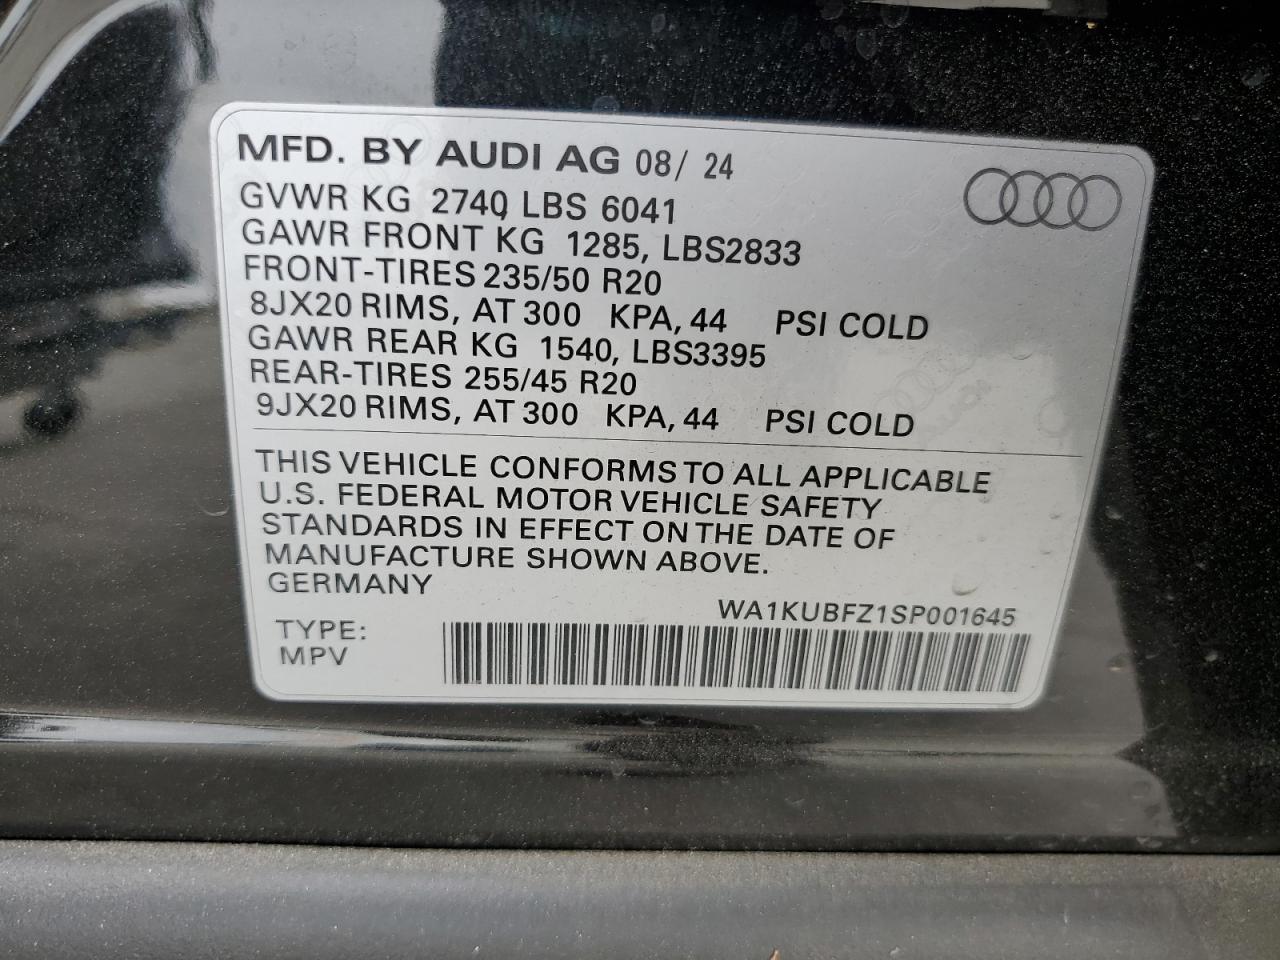 MFD. BY AUDI AG 08/ 24
GVWR KG 2740 LBS 6041
GAWR FRONT KG 1285, LBS2833
FRONT-TIRES 235/50 R20
8JX20 RIMS, AT 300 KPA, 44 PSI COLD
GAWR REAR KG 1540, LBS3395
REAR-TIRES 255/45 R20
9JX20 RIMS, AT 300 KPA, 44 PSI COLD
THIS VEHICLE CONFORMS TO ALL APPLICABLE
U.S. FEDERAL MOTOR VEHICLE SAFETY
STANDARDS IN EFFECT ON THE DATE OF
MANUFACTURE SHOWN ABOVE.
GERMANY
WA1KUBFZ1SP001645
TYPE:
MPV